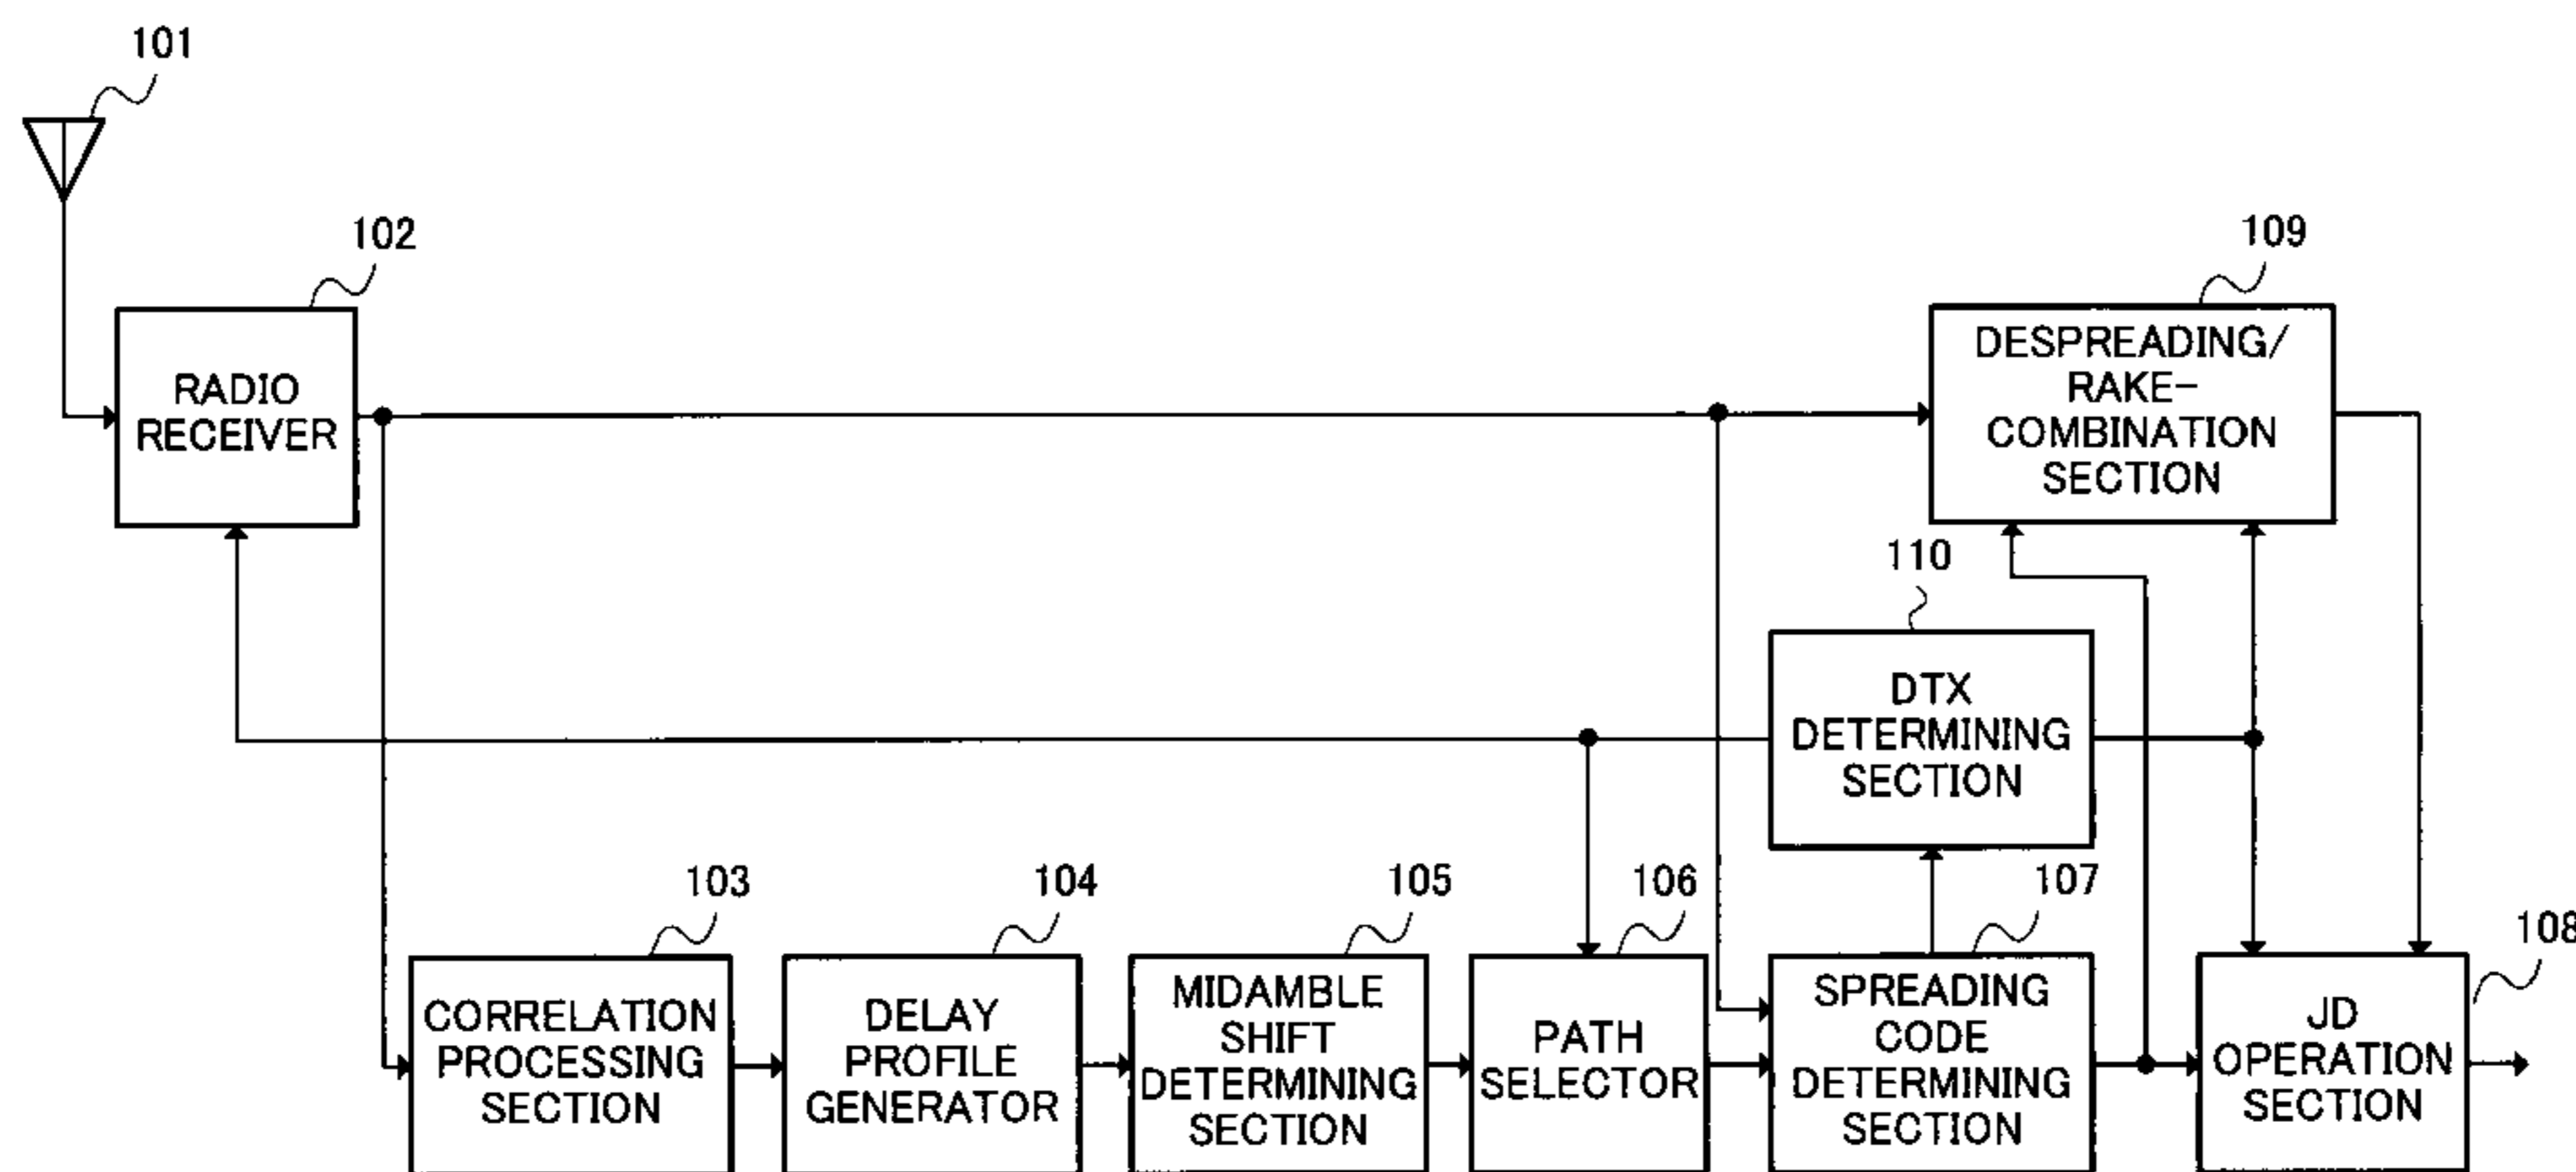 101
102
RADIO
RECEIVER
109
DESPREADING/
RAKE-
COMBINATION
SECTION
110
DTX
DETERMINING
SECTION
103
CORRELATION
PROCESSING
SECTION
104
DELAY
PROFILE
GENERATOR
105
MIDAMBLE
SHIFT
DETERMINING
SECTION
106
PATH
SELECTOR
107
SPREADING
CODE
DETERMINING
SECTION
108
JD
OPERATION
SECTION